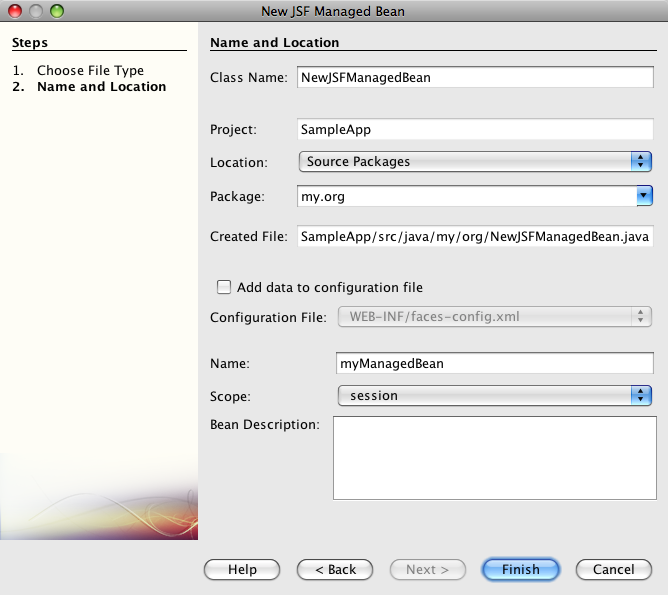 New JSF Managed Bean
Steps
1. Choose File Type
2. Name and Location
Name and Location
Class Name: NewJSFManagedBean
Project: SampleApp
Location: Source Packages
Package: my.org
Created File: SampleApp/src/java/my/org/NewJSFManagedBean.java
Add data to configuration file
Configuration File: WEB-INF/faces-config.xml
Name: myManagedBean
Scope: session
Bean Description:
Help < Back Next > Finish Cancel